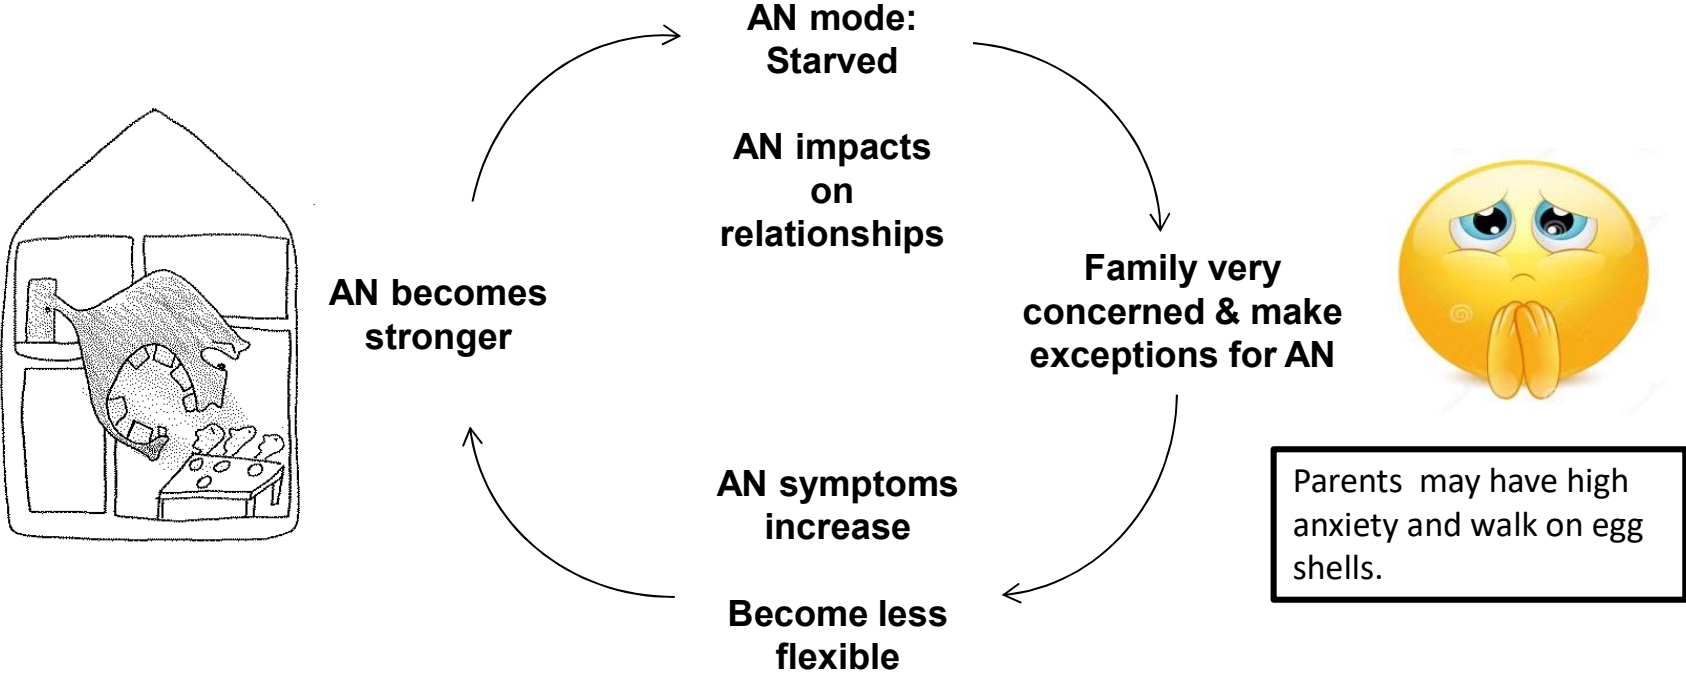 AN mode:
Starved
AN impacts
on
relationships
Family very
concerned & make
exceptions for AN
AN becomes
stronger
AN symptoms
increase
Become less
flexible
Parents  may have high
anxiety and walk on egg
shells.